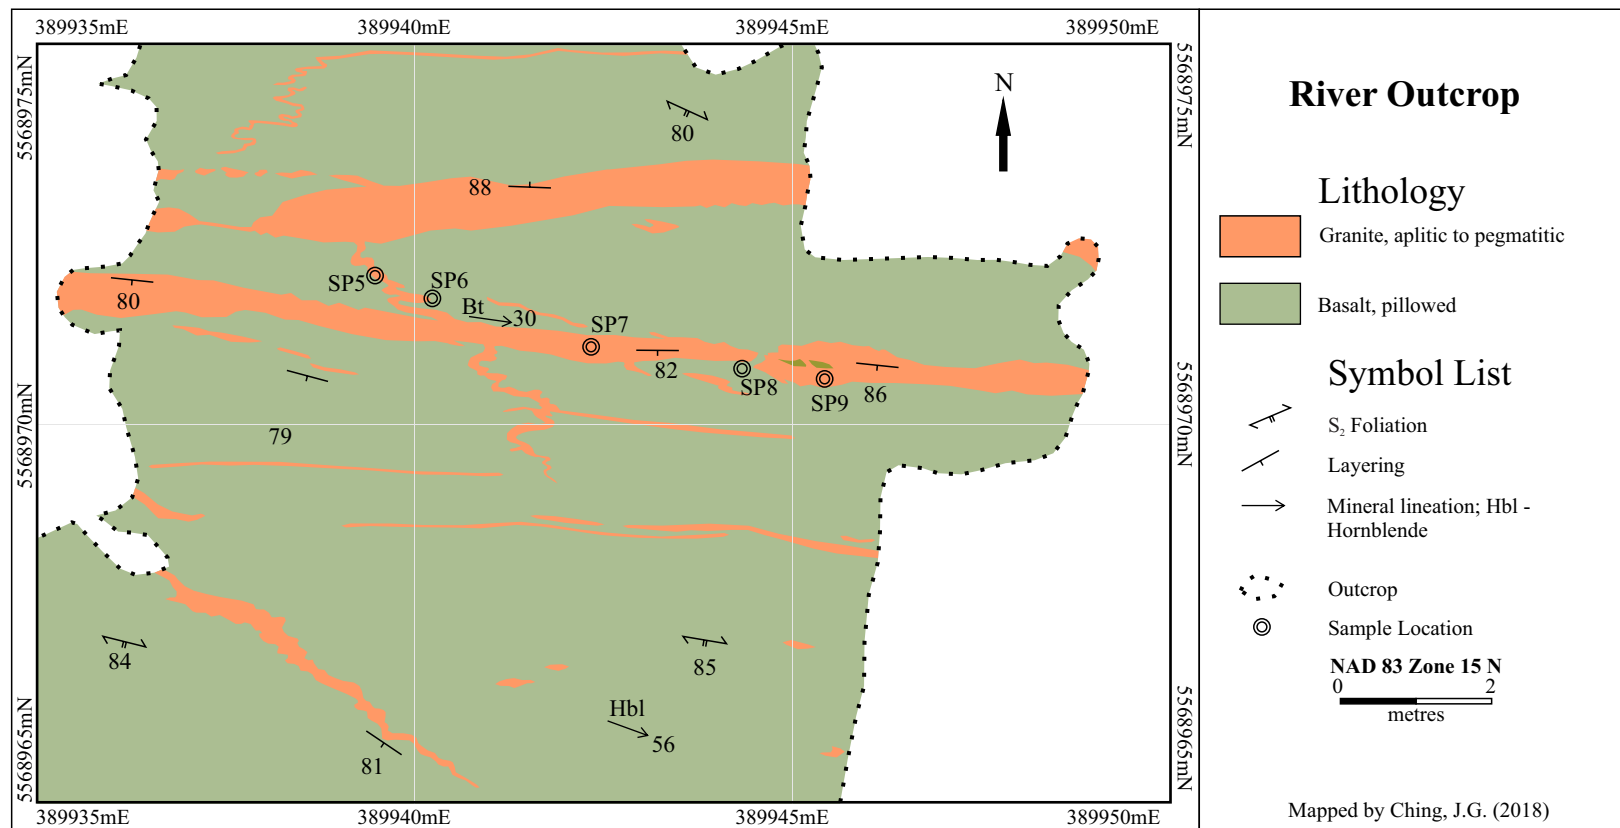 389935mE 389940mE 389945mE 389950mE
5568975mN
5568975mN
N
80
88
SP5
SP6
80
Bt
30
SP7
82
SP8
SP9
86
79
5568970mN
84
85
Hbl
56
81
5568965mN
5568965mN
389935mE 389940mE 389945mE 389950mE
River Outcrop
Lithology
Granite, aplitic to pegmatitic
Basalt, pillowed
Symbol List
S₂ Foliation
Layering
Mineral lineation; Hbl -
Hornblende
Outcrop
Sample Location
NAD 83 Zone 15 N
0 2
metres
Mapped by Ching, J.G. (2018)